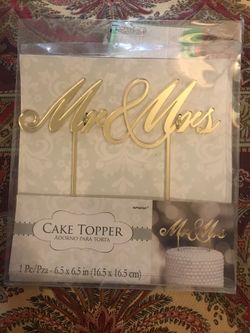 Mr & Mrs
amscan®
CAKE TOPPER
ADORNO PARA TORTA
1 Pc/Pza - 6.5 x 6.5 in (16.5 x 16.5 cm)
Mr & Mrs